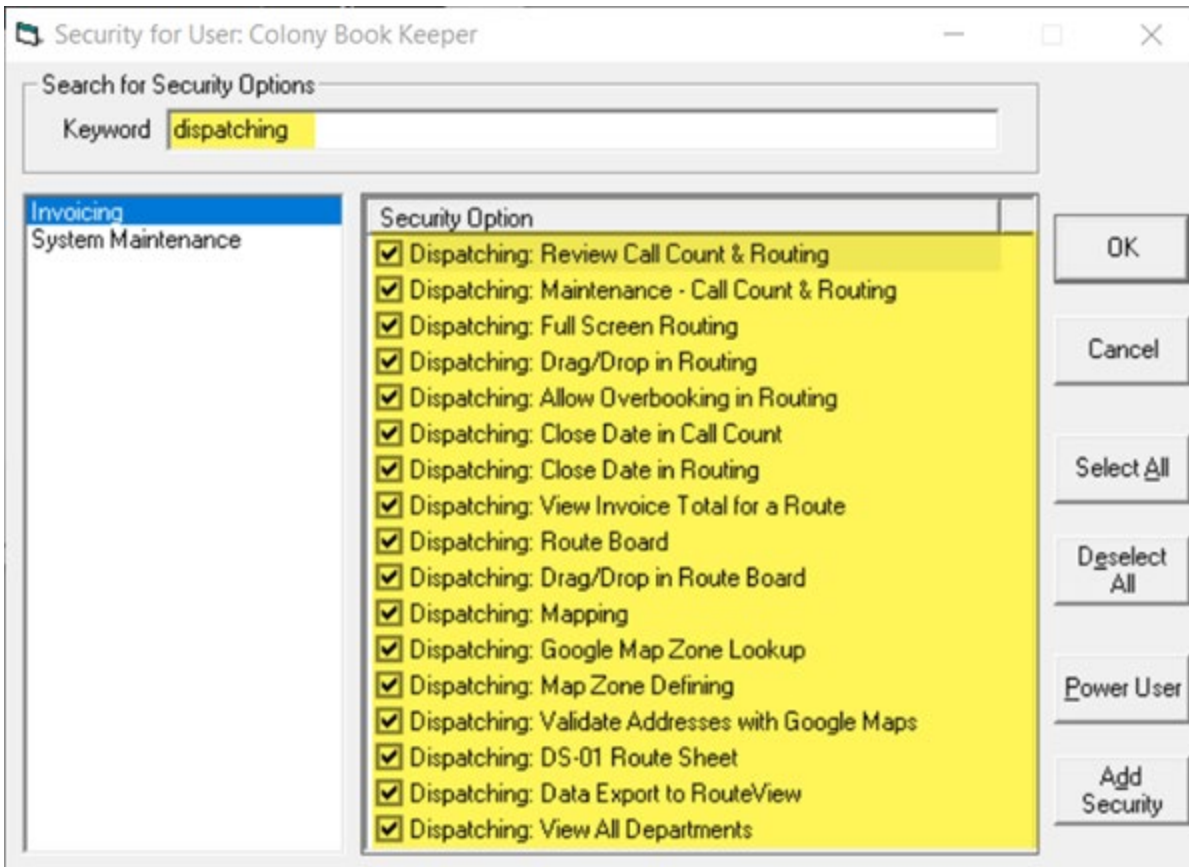 Security for User: Colony Book Keeper
Search for Security Options
Keyword dispatching
Invoicing
System Maintenance
Security Option
Dispatching: Review Call Count & Routing
Dispatching: Maintenance - Call Count & Routing
Dispatching: Full Screen Routing
Dispatching: Drag/Drop in Routing
Dispatching: Allow Overbooking in Routing
Dispatching: Close Date in Call Count
Dispatching: Close Date in Routing
Dispatching: View Invoice Total for a Route
Dispatching: Route Board
Dispatching: Drag/Drop in Route Board
Dispatching: Mapping
Dispatching: Google Map Zone Lookup
Dispatching: Map Zone Defining
Dispatching: Validate Addresses with Google Maps
Dispatching: DS-01 Route Sheet
Dispatching: Data Export to RouteView
Dispatching: View All Departments
OK
Cancel
Select All
Deselect
All
Power User
Add
Security